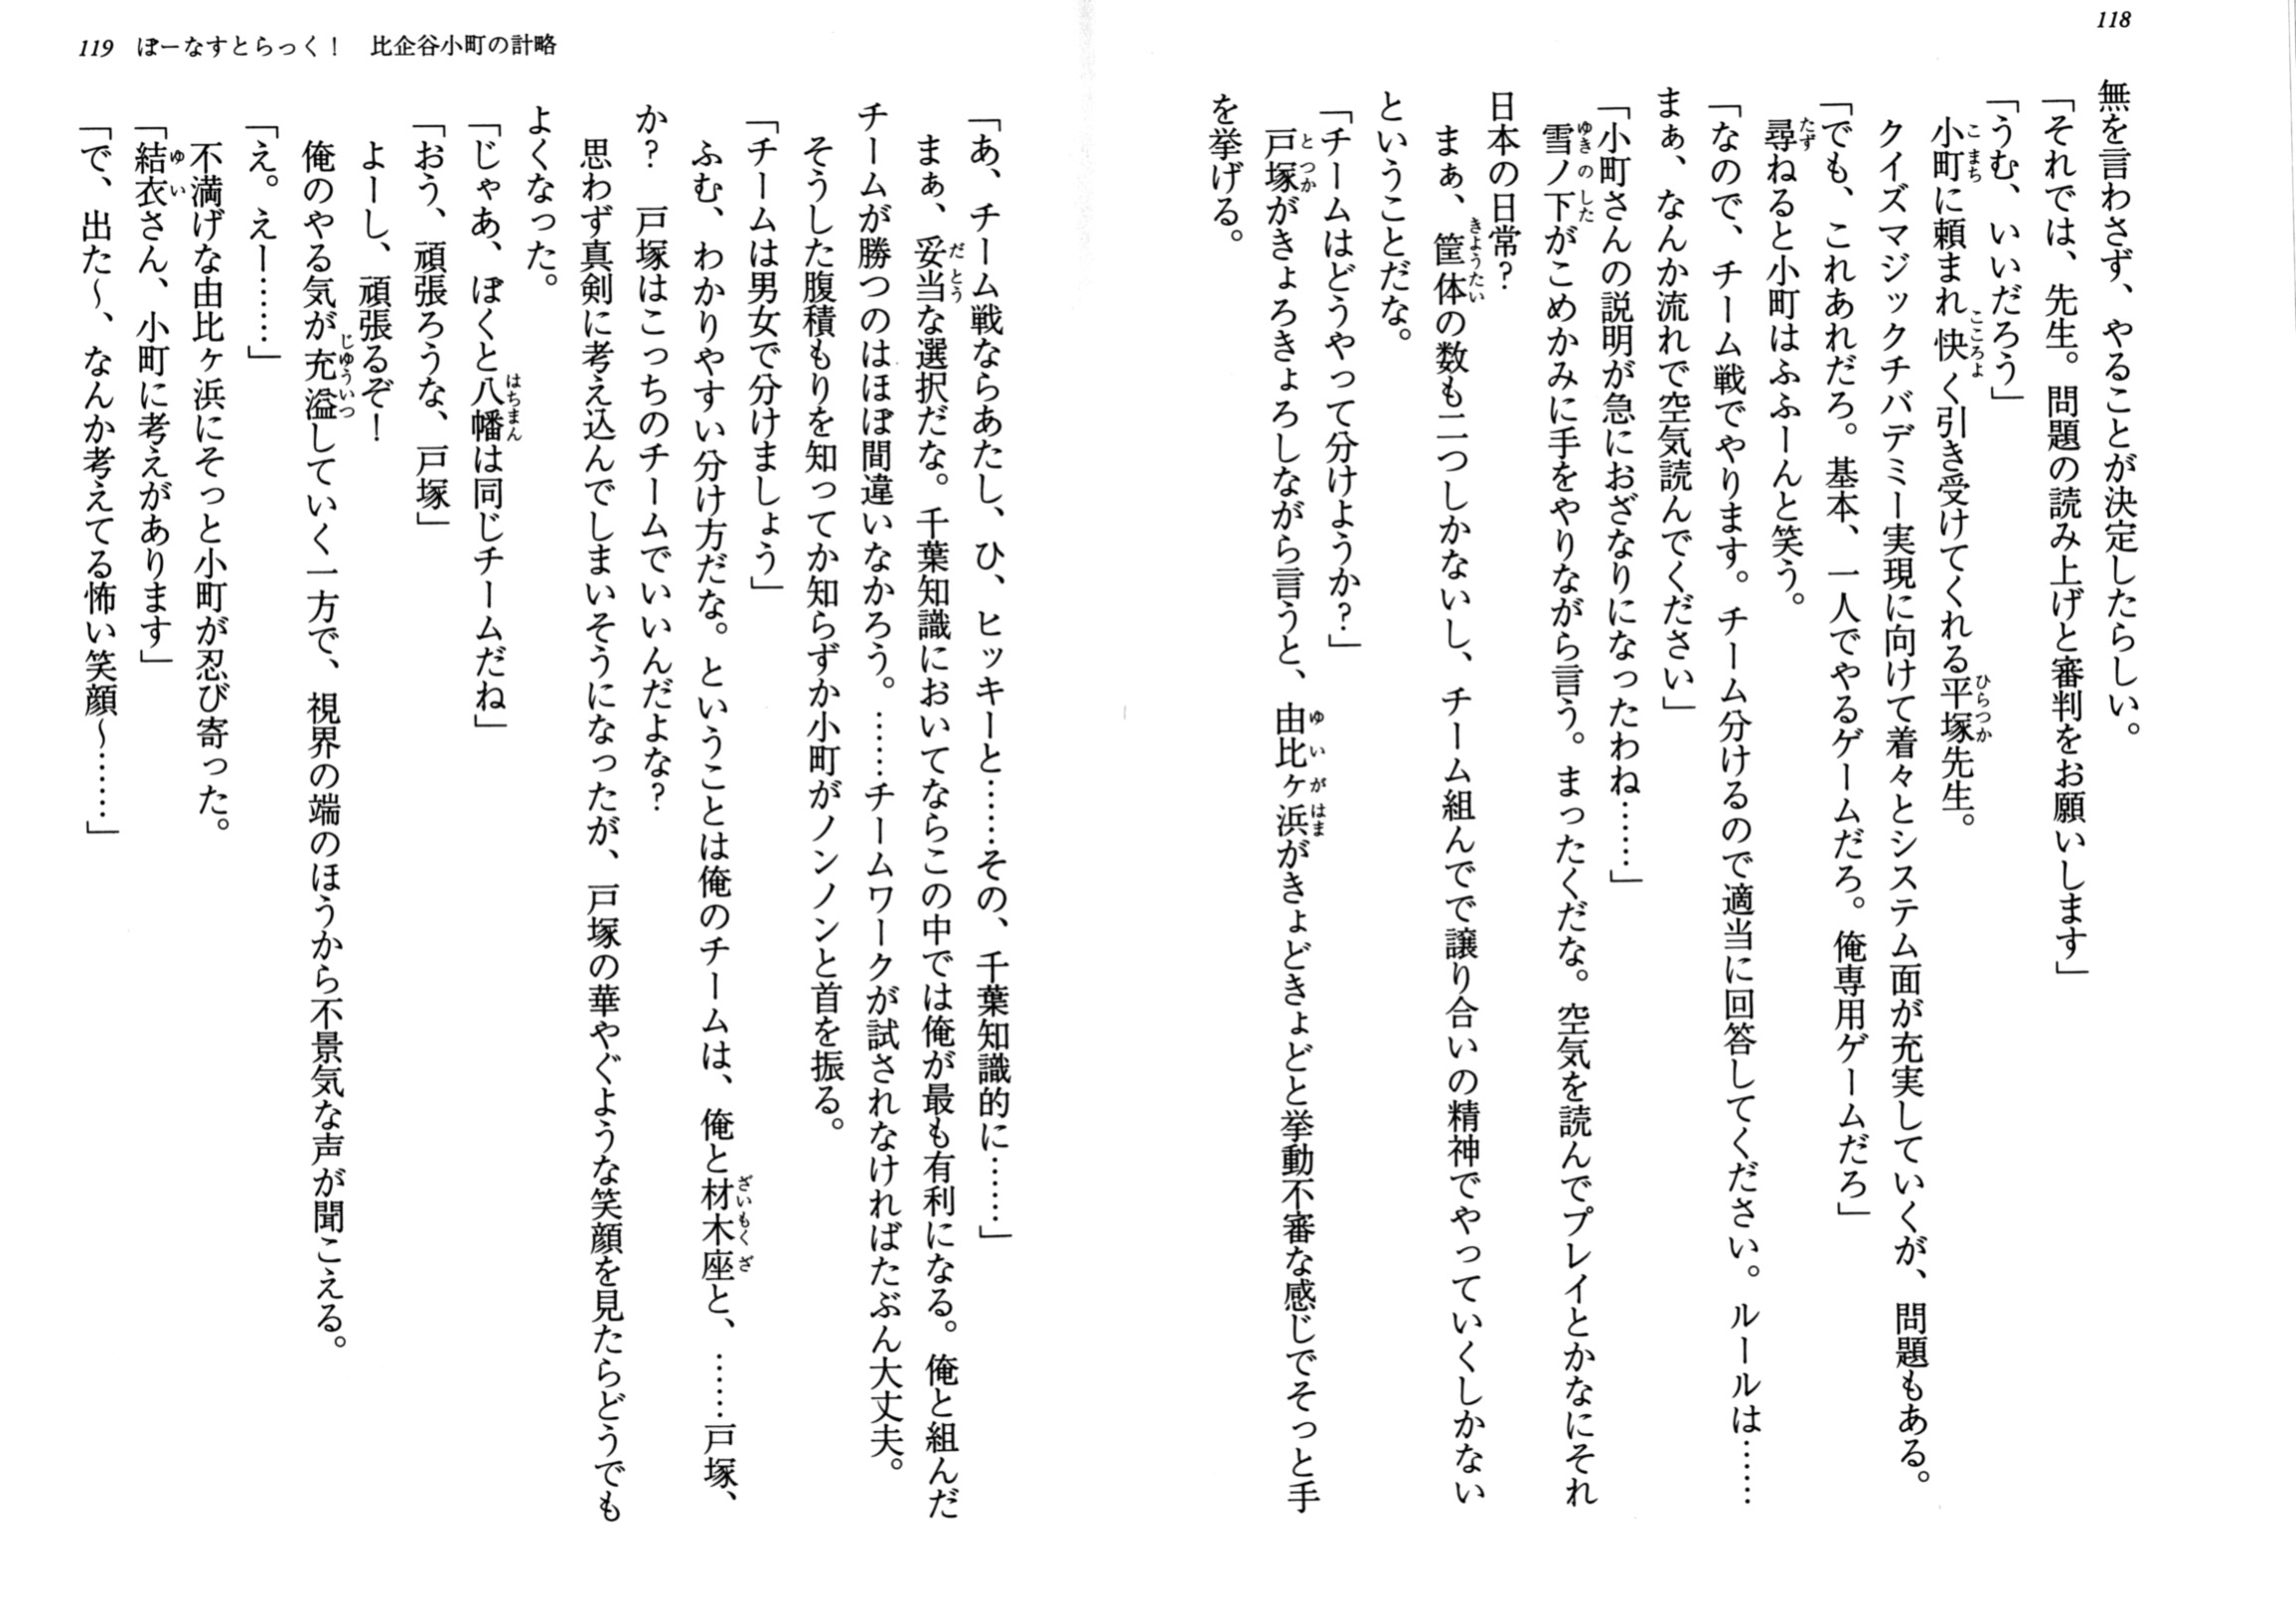 118
無を言わさず、やることが決定したらしい。
「それでは、先生。問題の読み上げと審判をお願いします」
「うむ、いいだろう」
小町に頼まれ快く引き受けてくれる平塚先生。
クイズマジックチバデミー実現に向けて着々とシステム面が充実していくが、問題もある。
「でも、これあれだろ。基本、一人でやるゲームだろ。俺専用ゲームだろ」
尋ねると小町はふふーんと笑う。
「なので、チーム戦でやります。チーム分けるので適当に回答してください。ルールは……
まぁ、なんか流れで空気読んでください」
「小町さんの説明が急におざなりになったわね……」
雪ノ下がこめかみに手をやりながら言う。まったくだな。空気を読んでプレイとかなにそれ
日本の日常？
まぁ、筐体の数も二つしかないし、チーム組んでで譲り合いの精神でやっていくしかない
ということだな。
「チームはどうやって分けようか？」
戸塚がきょろきょろしながら言うと、由比ヶ浜がきょどきょどと挙動不審な感じでそっと手
を挙げる。
119 ぼーなすとらっく！　比企谷小町の計略
「あ、チーム戦ならあたし、ひ、ヒッキーと……その、千葉知識的に……」
まぁ、妥当な選択だな。千葉知識においてならこの中では俺が最も有利になる。俺と組んだ
チームが勝つのはほぼ間違いなかろう。……チームワークが試されなければたぶん大丈夫。
そうした腹積もりを知ってか知らずか小町がノンノンと首を振る。
「チームは男女で分けましょう」
ふむ、わかりやすい分け方だな。ということは俺のチームは、俺と材木座と、……戸塚、
か？　戸塚はこっちのチームでいいんだよな？
思わず真剣に考え込んでしまいそうになったが、戸塚の華やぐような笑顔を見たらどうでも
よくなった。
「じゃあ、ぼくと八幡は同じチームだね」
「おう、頑張ろうな、戸塚」
よーし、頑張るぞ！
俺のやる気が充溢していく一方で、視界の端のほうから不景気な声が聞こえる。
「え。えー……」
不満げな由比ヶ浜にそっと小町が忍び寄った。
「結衣さん、小町に考えがあります」
「で、出た～、なんか考えてる怖い笑顔～……」